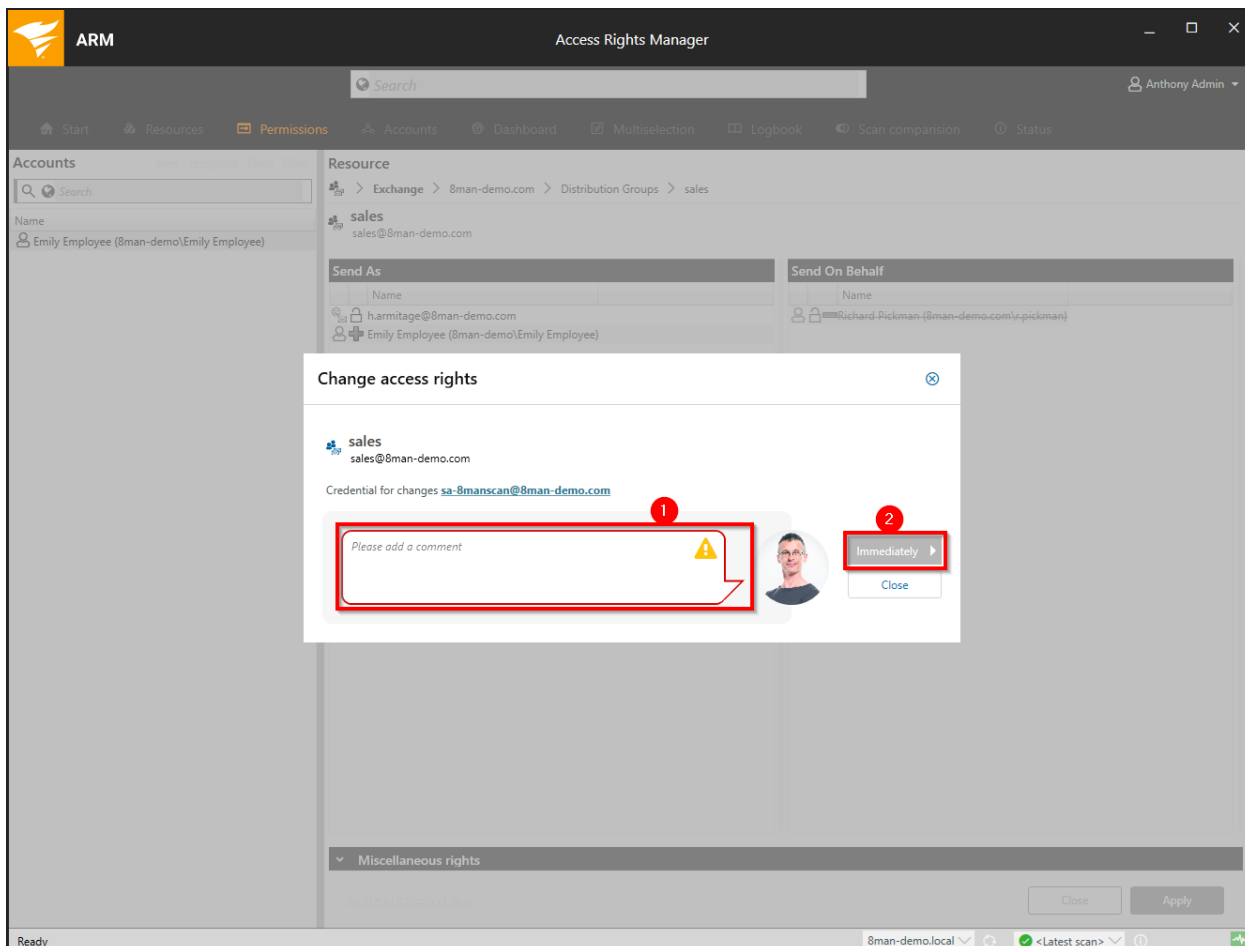 ARM
Access Rights Manager
Search
Anthony Admin
Start Resources Permissions Accounts Dashboard Multiselection Logbook Scan comparision Status
Accounts
Search
Name
Emily Employee (8man-demo\Emily Employee)
Resource
> Exchange > 8man-demo.com > Distribution Groups > sales
sales
sales@8man-demo.com
Send As
Name
h.armitage@8man-demo.com
Emily Employee (8man-demo\Emily Employee)
Send On Behalf
Name
Richard Pickman (8man-demo.com\r.pickman)
Change access rights
sales
sales@8man-demo.com
Credential for changes sa-8manscan@8man-demo.com
1
Please add a comment
2
Immediately
Close
Miscellaneous rights
Close Apply
Ready
8man-demo.local
<Latest scan>